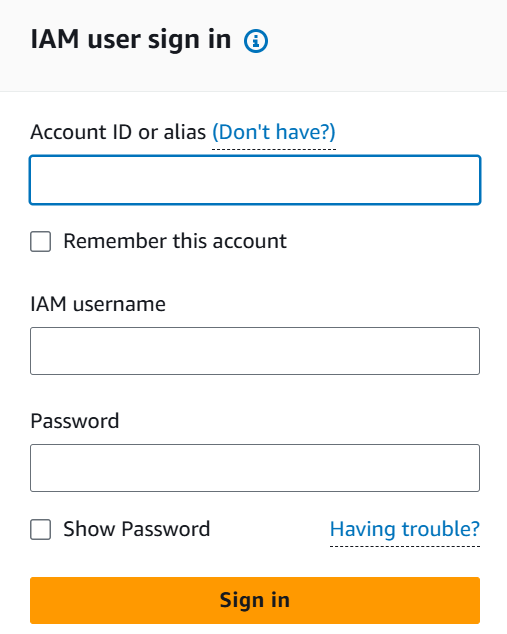 IAM user sign in
Account ID or alias (Don't have?)
Remember this account
IAM username
Password
Show Password Having trouble?
Sign in